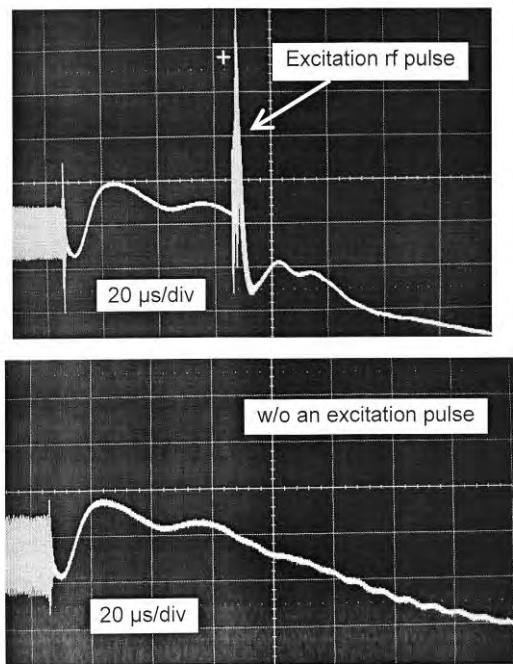 Excitation rf pulse
20 µs/div
w/o an excitation pulse
20 µs/div